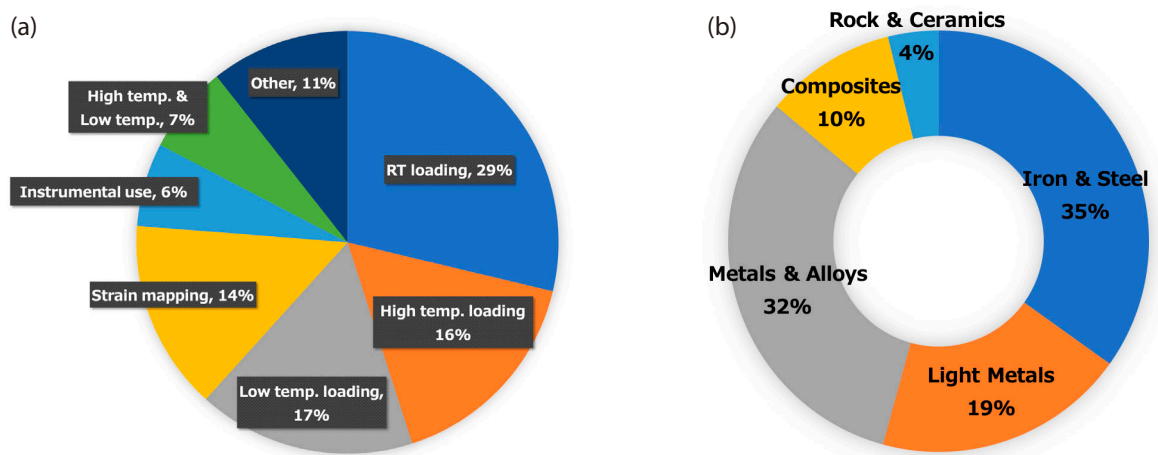 (a)
Other, 11%
High temp. &
Low temp., 7%
RT loading, 29%
Instrumental use, 6%
Strain mapping, 14%
High temp. loading
16%
Low temp. loading,
17%
(b)
Rock & Ceramics
4%
Composites
10%
Iron & Steel
35%
Metals & Alloys
32%
Light Metals
19%